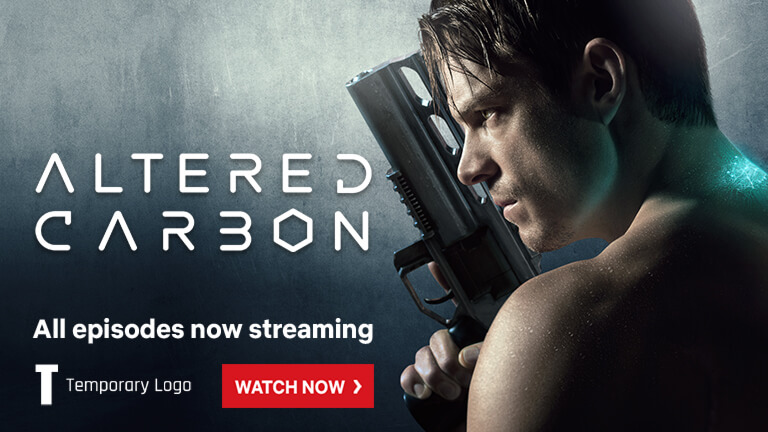 ALTERED
CARBON
All episodes now streaming
T Temporary Logo
WATCH NOW ›